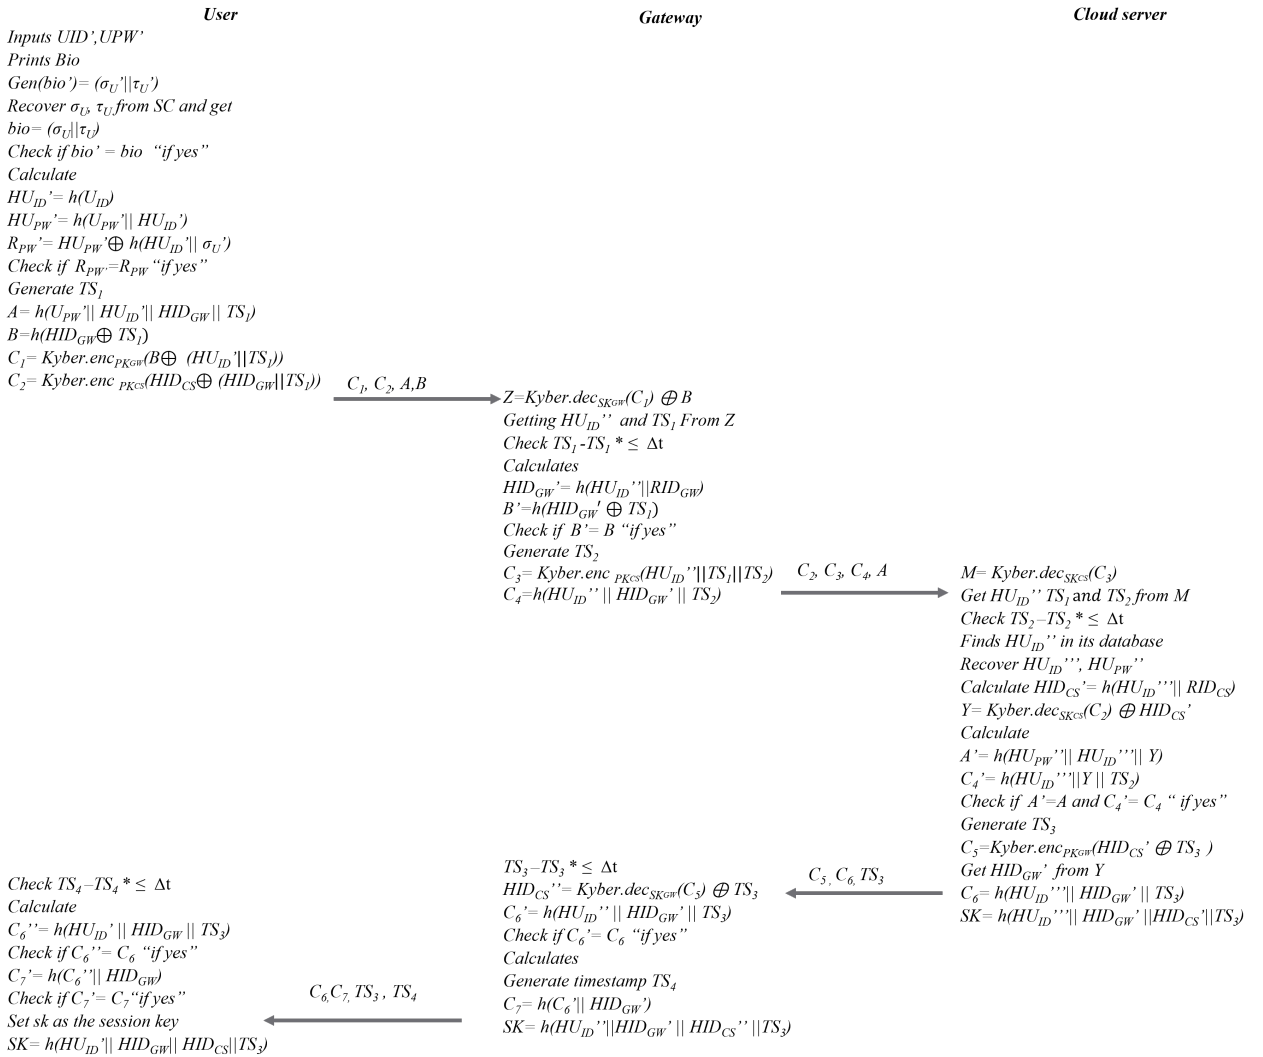 User
Inputs UID’,UPW’
Prints Bio
Gen(bio’)= (σU’||τU’)
Recover σU, τU from SC and get
bio= (σU||τU)
Check if bio’ = bio “if yes”
Calculate
HUID’= h(UID)
HUPW’= h(UPW’|| HUID’)
RPW’= HUPW’⊕ h(HUID’|| σU’)
Check if RPW’=RPW “if yes”
Generate TS1
A= h(UPW’|| HUID’|| HIDGW || TS1)
B=h(HIDGW⊕ TS1)
C1= Kyber.encPKGW(B⊕ (HUID’||TS1))
C2= Kyber.enc PKCS(HIDCS⊕ (HIDGW||TS1))
C1, C2, A,B
Gateway
Z=Kyber.decSKGW(C1) ⊕ B
Getting HUID’’ and TS1 From Z
Check TS1 -TS1 * ≤ Δt
Calculates
HIDGW’= h(HUID’’||RIDGW)
B’=h(HIDGW′ ⊕ TS1)
Check if B’= B “if yes”
Generate TS2
C3= Kyber.enc PKCS(HUID’’||TS1||TS2)
C4=h(HUID’’ || HIDGW’ || TS2)
C2, C3, C4, A
Cloud server
M= Kyber.decSKCS(C3)
Get HUID’’ TS1 and TS2 from M
Check TS2 –TS2 * ≤ Δt
Finds HUID’’ in its database
Recover HUID’’’, HUPW’’
Calculate HIDCS’= h(HUID’’’|| RIDCS)
Y= Kyber.decSKCS(C2) ⊕ HIDCS’
Calculate
A’= h(HUPW’’|| HUID’’’|| Y)
C4’= h(HUID’’’||Y || TS2)
Check if A’=A and C4’= C4 “ if yes”
Generate TS3
C5=Kyber.encPKGW(HIDCS’ ⊕ TS3 )
Get HIDGW’ from Y
C6= h(HUID’’’|| HIDGW’ || TS3)
SK= h(HUID’’’|| HIDGW’ ||HIDCS’||TS3)
C5 , C6, TS3
TS3 –TS3 * ≤ Δt
HIDCS’’= Kyber.decSKGW(C5) ⊕ TS3
C6’= h(HUID’’ || HIDGW’ || TS3)
Check if C6’= C6 “if yes”
Calculates
Generate timestamp TS4
C7= h(C6’|| HIDGW’)
SK= h(HUID’’||HIDGW’ || HIDCS’’ ||TS3)
C6,C7, TS3 , TS4
Check TS4 –TS4 * ≤ Δt
Calculate
C6’’= h(HUID’ || HIDGW || TS3)
Check if C6’’= C6 “if yes”
C7’= h(C6’’|| HIDGW)
Check if C7’= C7“if yes”
Set sk as the session key
SK= h(HUID’|| HIDGW|| HIDCS||TS3)